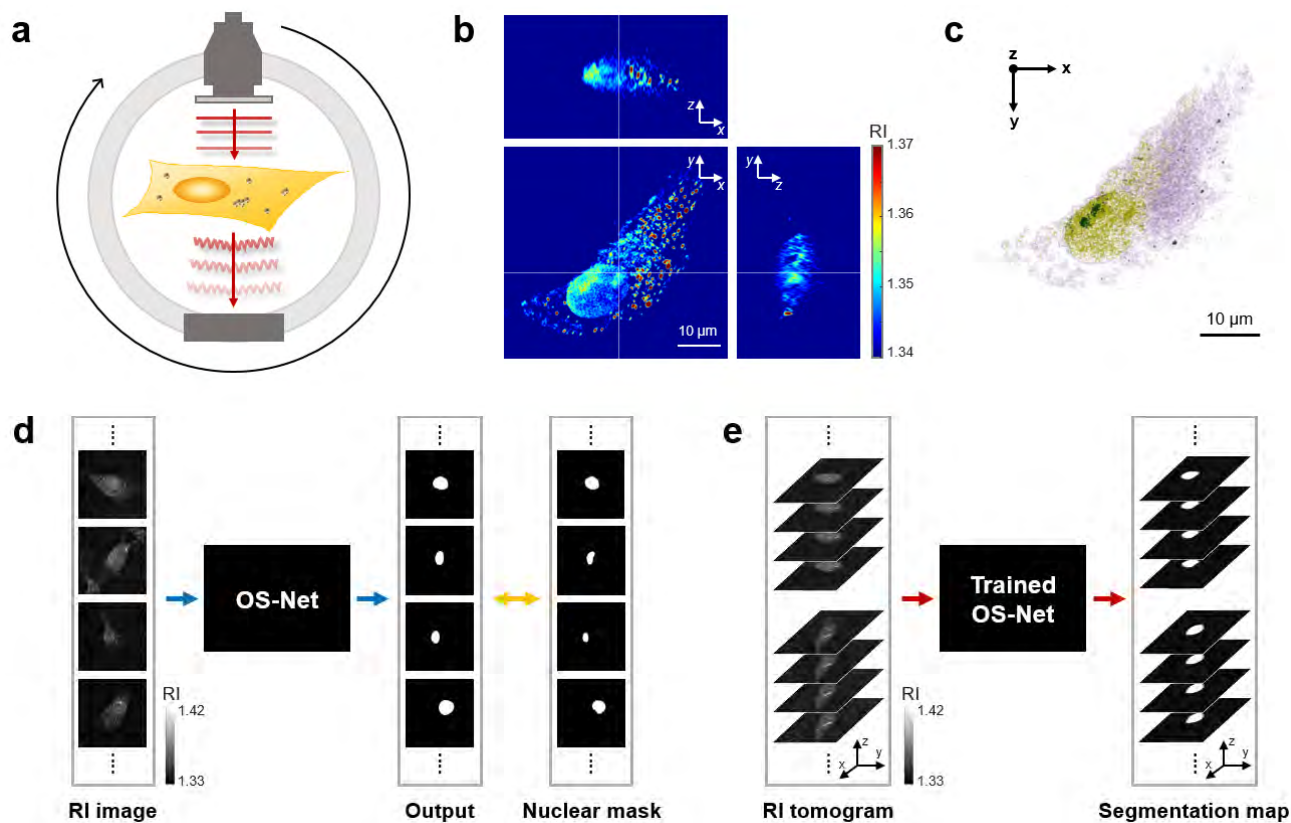 a
b
c
z
x
y
x
z
RI
1.37
1.36
1.35
1.34
y
x
10 µm
y
z
10 µm
d
e
OS-Net
Trained
OS-Net
RI
1.42
1.33
RI
1.42
1.33
z
y
x
RI image
Output
Nuclear mask
RI tomogram
Segmentation map